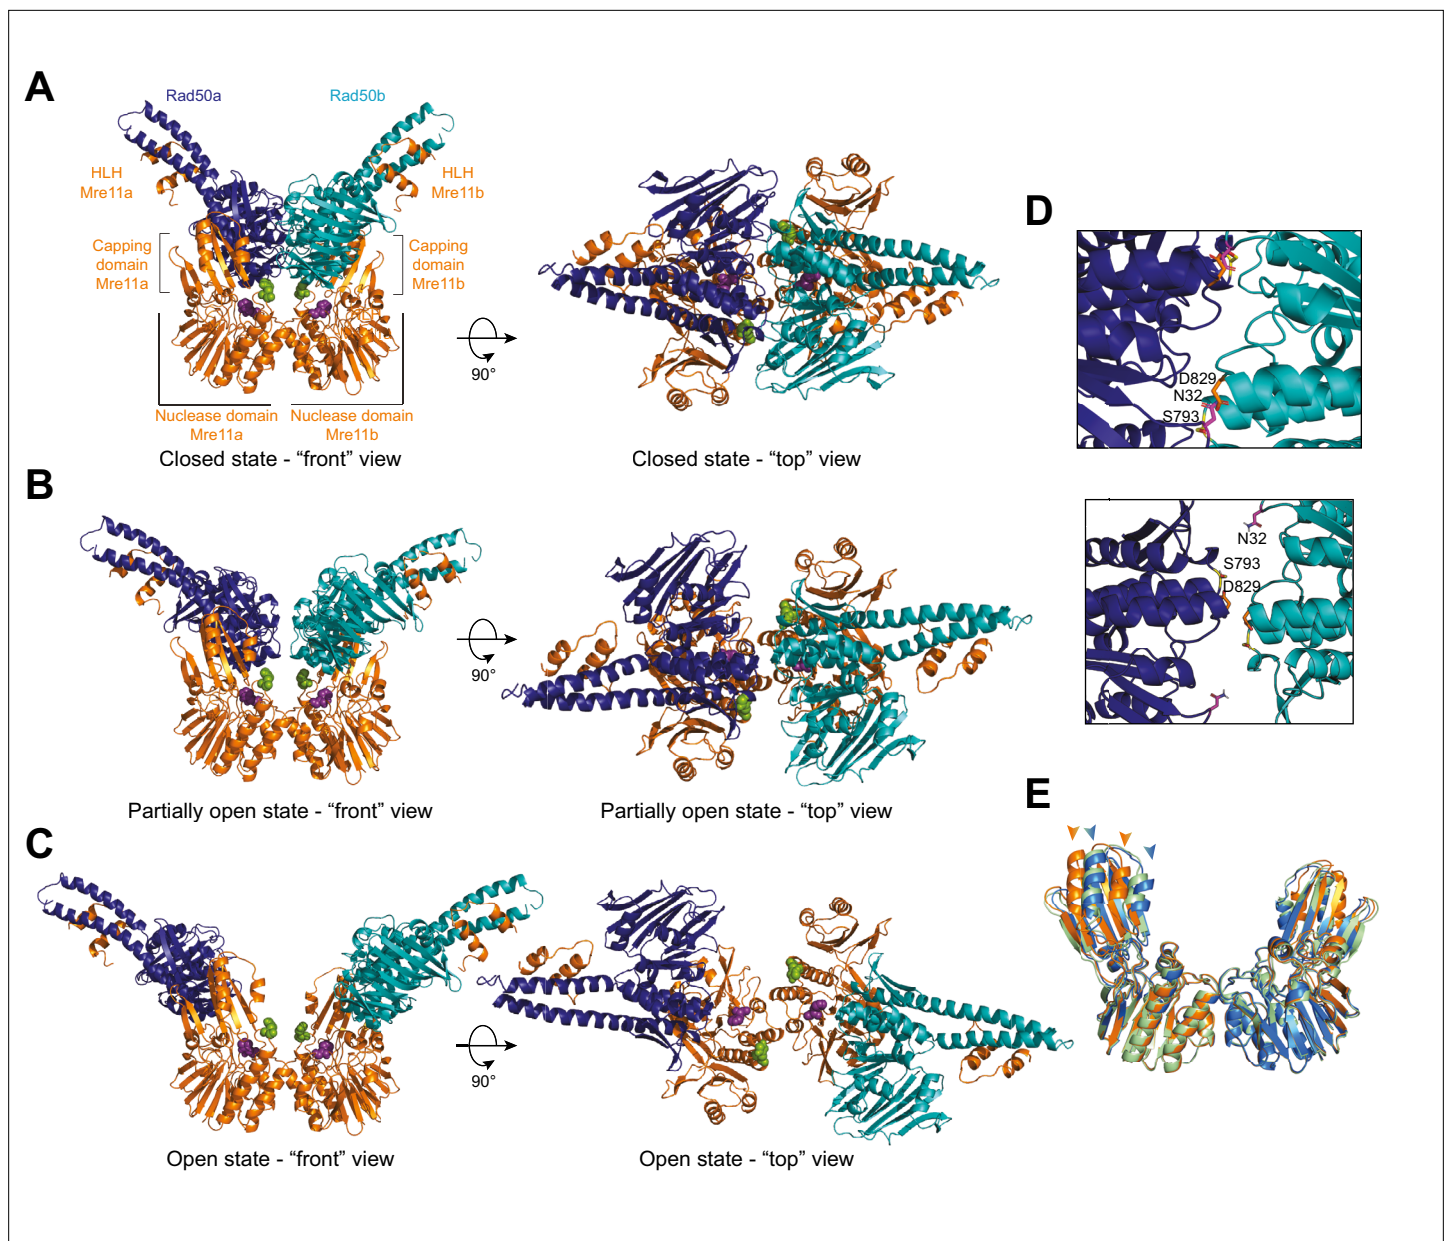 A
Rad50a
Rad50b
HLH
Mre11a
HLH
Mre11b
Capping
domain
Mre11a
Capping
domain
Mre11b
Nuclease domain
Mre11a
Nuclease domain
Mre11b
90°
Closed state - “front” view
Closed state - “top” view
B
90°
Partially open state - “front” view
Partially open state - “top” view
C
90°
Open state - “front” view
Open state - “top” view
D
D829
N32
S793
N32
S793
D829
E